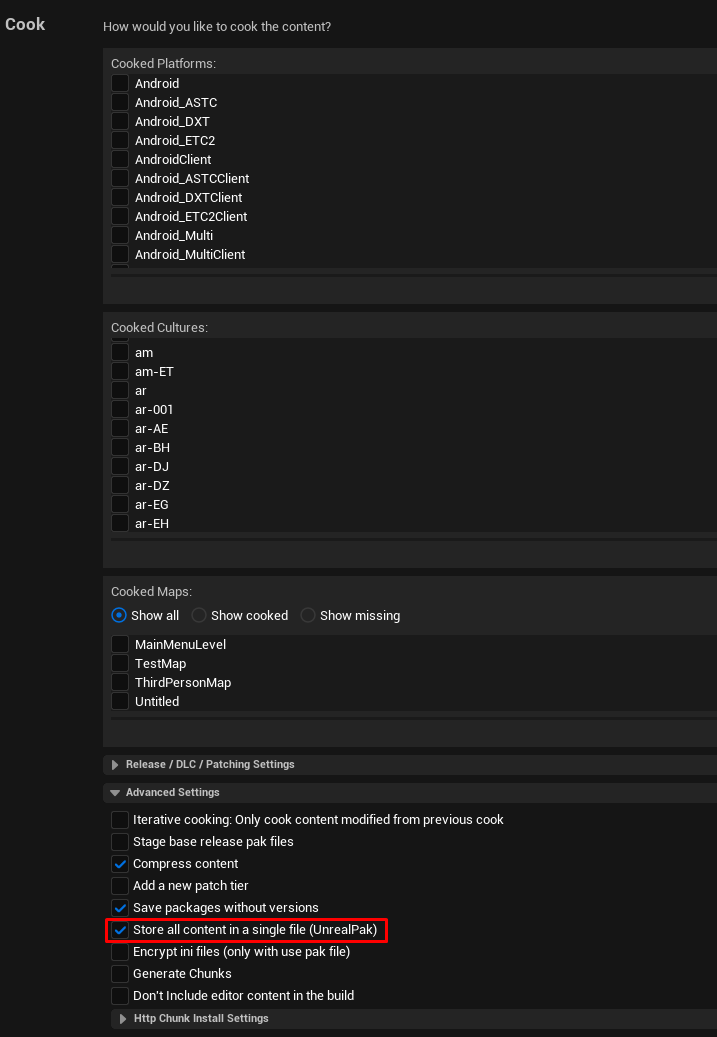 Cook
How would you like to cook the content?
Cooked Platforms:
Android
Android_ASTC
Android_DXT
Android_ETC2
AndroidClient
Android_ASTCClient
Android_DXTClient
Android_ETC2Client
Android_Multi
Android_MultiClient
Cooked Cultures:
am
am-ET
ar
ar-001
ar-AE
ar-BH
ar-DJ
ar-DZ
ar-EG
ar-EH
Cooked Maps:
Show all Show cooked Show missing
MainMenuLevel
TestMap
ThirdPersonMap
Untitled
Release / DLC / Patching Settings
Advanced Settings
Iterative cooking: Only cook content modified from previous cook
Stage base release pak files
Compress content
Add a new patch tier
Save packages without versions
Store all content in a single file (UnrealPak)
Encrypt ini files (only with use pak file)
Generate Chunks
Don't Include editor content in the build
Http Chunk Install Settings